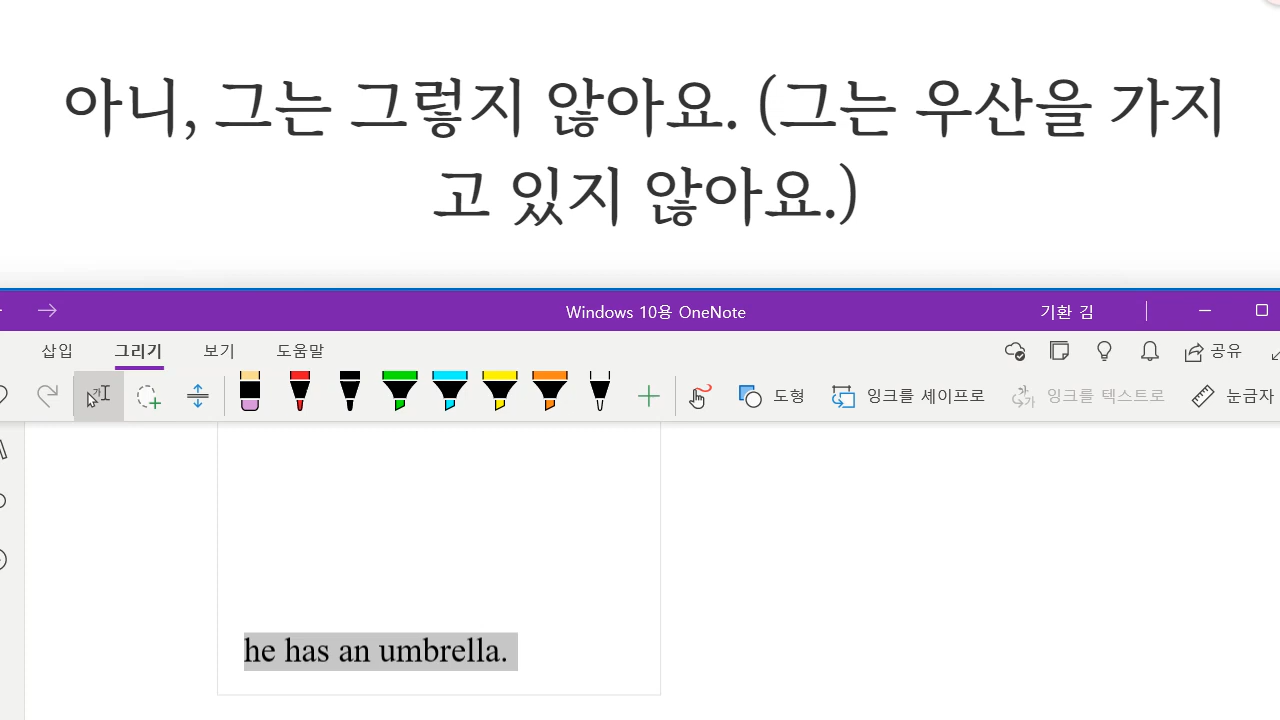 아니, 그는 그렇지 않아요. (그는 우산을 가지
고 있지 않아요.)
Windows 10용 OneNote
기환 김
삽입 그리기 보기 도움말
공유
도형 잉크를 셰이프로 잉크를 텍스트로 눈금자
he has an umbrella.